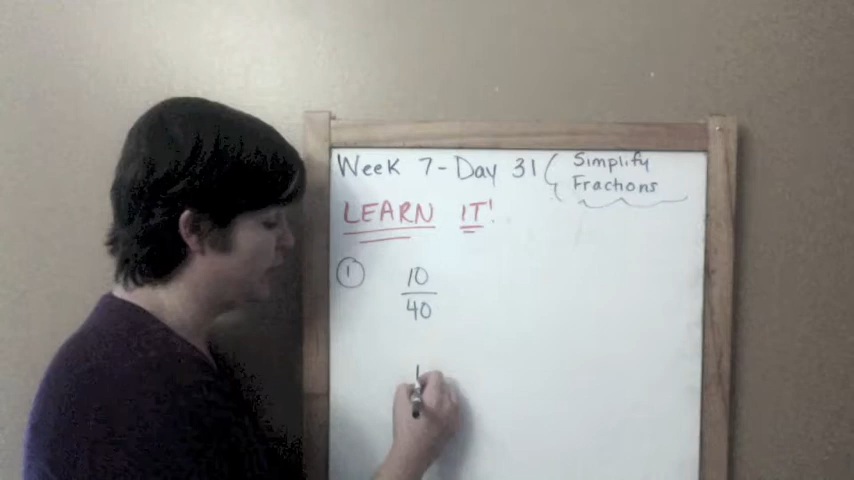 Week 7-Day 31
Simplify
Fractions
LEARN IT!
1
10
40